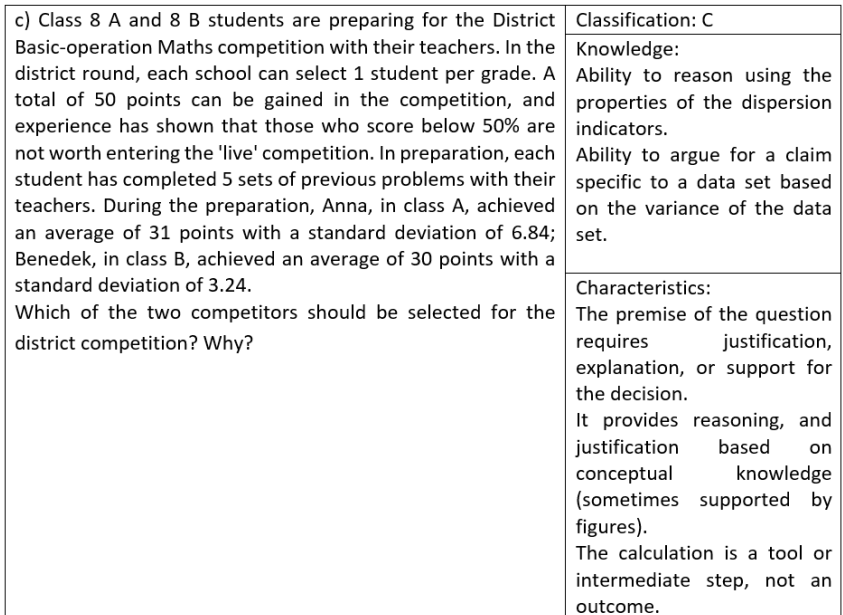 c) Class 8 A and 8 B students are preparing for the District
Basic-operation Maths competition with their teachers. In the
district round, each school can select 1 student per grade. A
total of 50 points can be gained in the competition, and
experience has shown that those who score below 50% are
not worth entering the 'live' competition. In preparation, each
student has completed 5 sets of previous problems with their
teachers. During the preparation, Anna, in class A, achieved
an average of 31 points with a standard deviation of 6.84;
Benedek, in class B, achieved an average of 30 points with a
standard deviation of 3.24.
Which of the two competitors should be selected for the
district competition? Why?
Classification: C
Knowledge:
Ability to reason using the
properties of the dispersion
indicators.
Ability to argue for a claim
specific to a data set based
on the variance of the data
set.
Characteristics:
The premise of the question
requires justification,
explanation, or support for
the decision.
It provides reasoning, and
justification based on
conceptual knowledge
(sometimes supported by
figures).
The calculation is a tool or
intermediate step, not an
outcome.